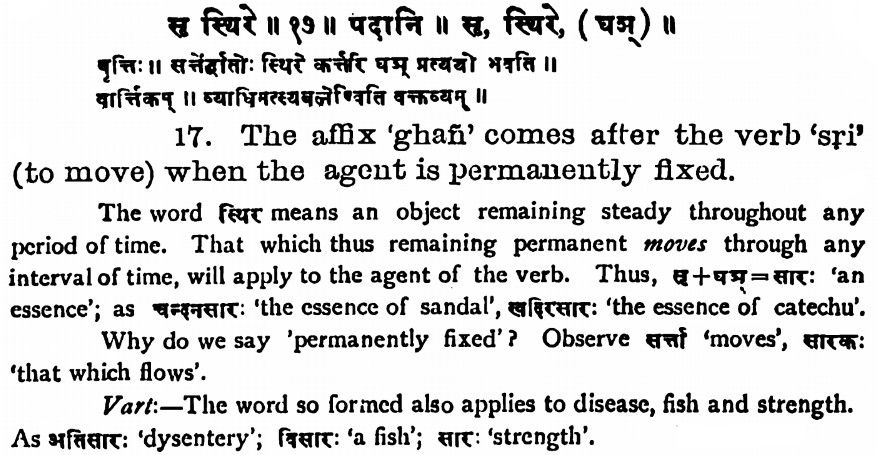 सृ स्थिरे ॥ १७ ॥ पदानि ॥ सृ, स्थिरे, ( घञ् ) ॥
वृत्तिः ॥ सर्त्तेर्द्धातोः स्थिरे कर्त्तरि घञ् प्रत्ययो भवति ॥
वार्त्तिकम् ॥ व्याधिमत्स्यबलेष्विति वक्तव्यम् ॥
17. The affix 'ghañ' comes after the verb 'sṛi'
(to move) when the agent is permanently fixed.
The word स्थिर means an object remaining steady throughout any
period of time. That which thus remaining permanent moves through any
interval of time, will apply to the agent of the verb. Thus, सृ+घञ्=सारः 'an
essence'; as चन्दनसारः 'the essence of sandal', खदिरसारः 'the essence of catechu'.
Why do we say 'permanently fixed'? Observe सर्त्ता 'moves', सारकः
'that which flows'.
Vart:—The word so formed also applies to disease, fish and strength.
As अतिसारः 'dysentery'; विसारः 'a fish'; सारः 'strength'.